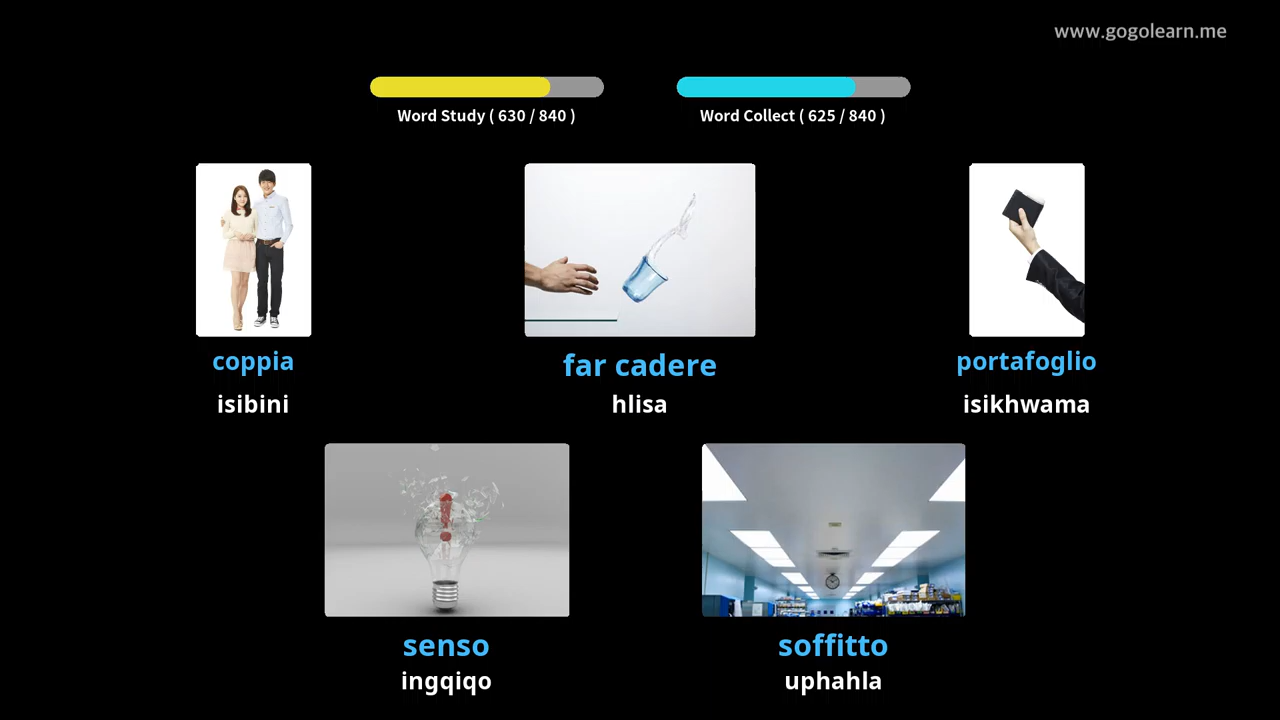 www.gogolearn.me
Word Study ( 630 / 840 )
Word Collect ( 625 / 840 )
coppia
isibini
far cadere
hlisa
portafoglio
isikhwama
senso
ingqiqo
soffitto
uphahla